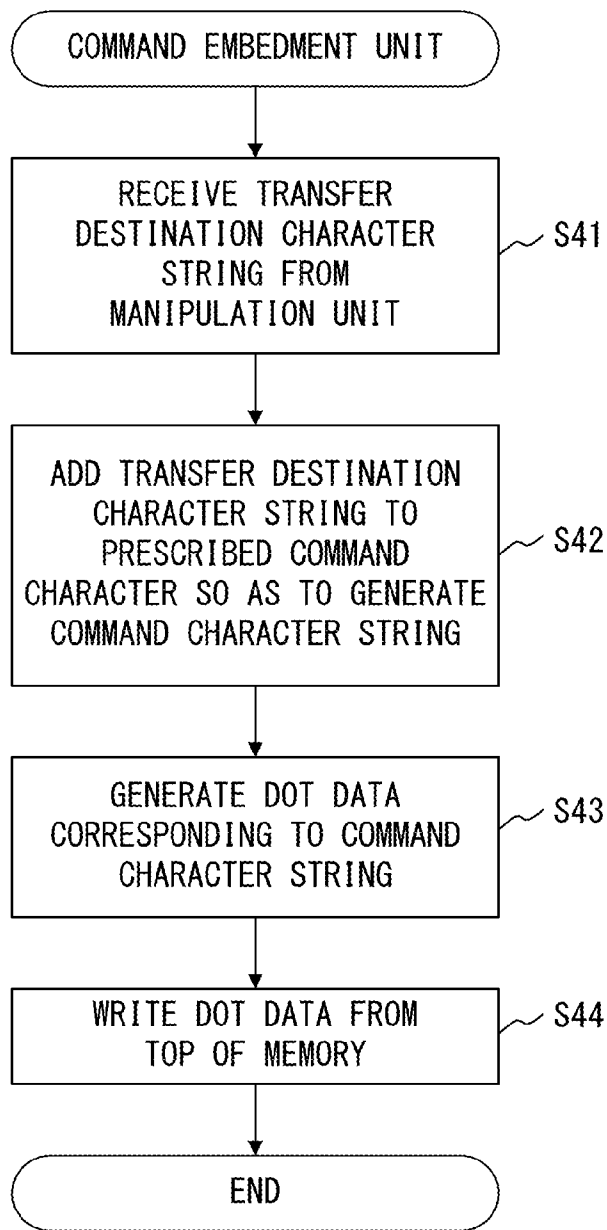 COMMAND EMBEDMENT UNIT
RECEIVE TRANSFER
DESTINATION CHARACTER
STRING FROM
MANIPULATION UNIT
S41
ADD TRANSFER DESTINATION
CHARACTER STRING TO
PRESCRIBED COMMAND
CHARACTER SO AS TO GENERATE
COMMAND CHARACTER STRING
S42
GENERATE DOT DATA
CORRESPONDING TO COMMAND
CHARACTER STRING
S43
WRITE DOT DATA FROM
TOP OF MEMORY
S44
END